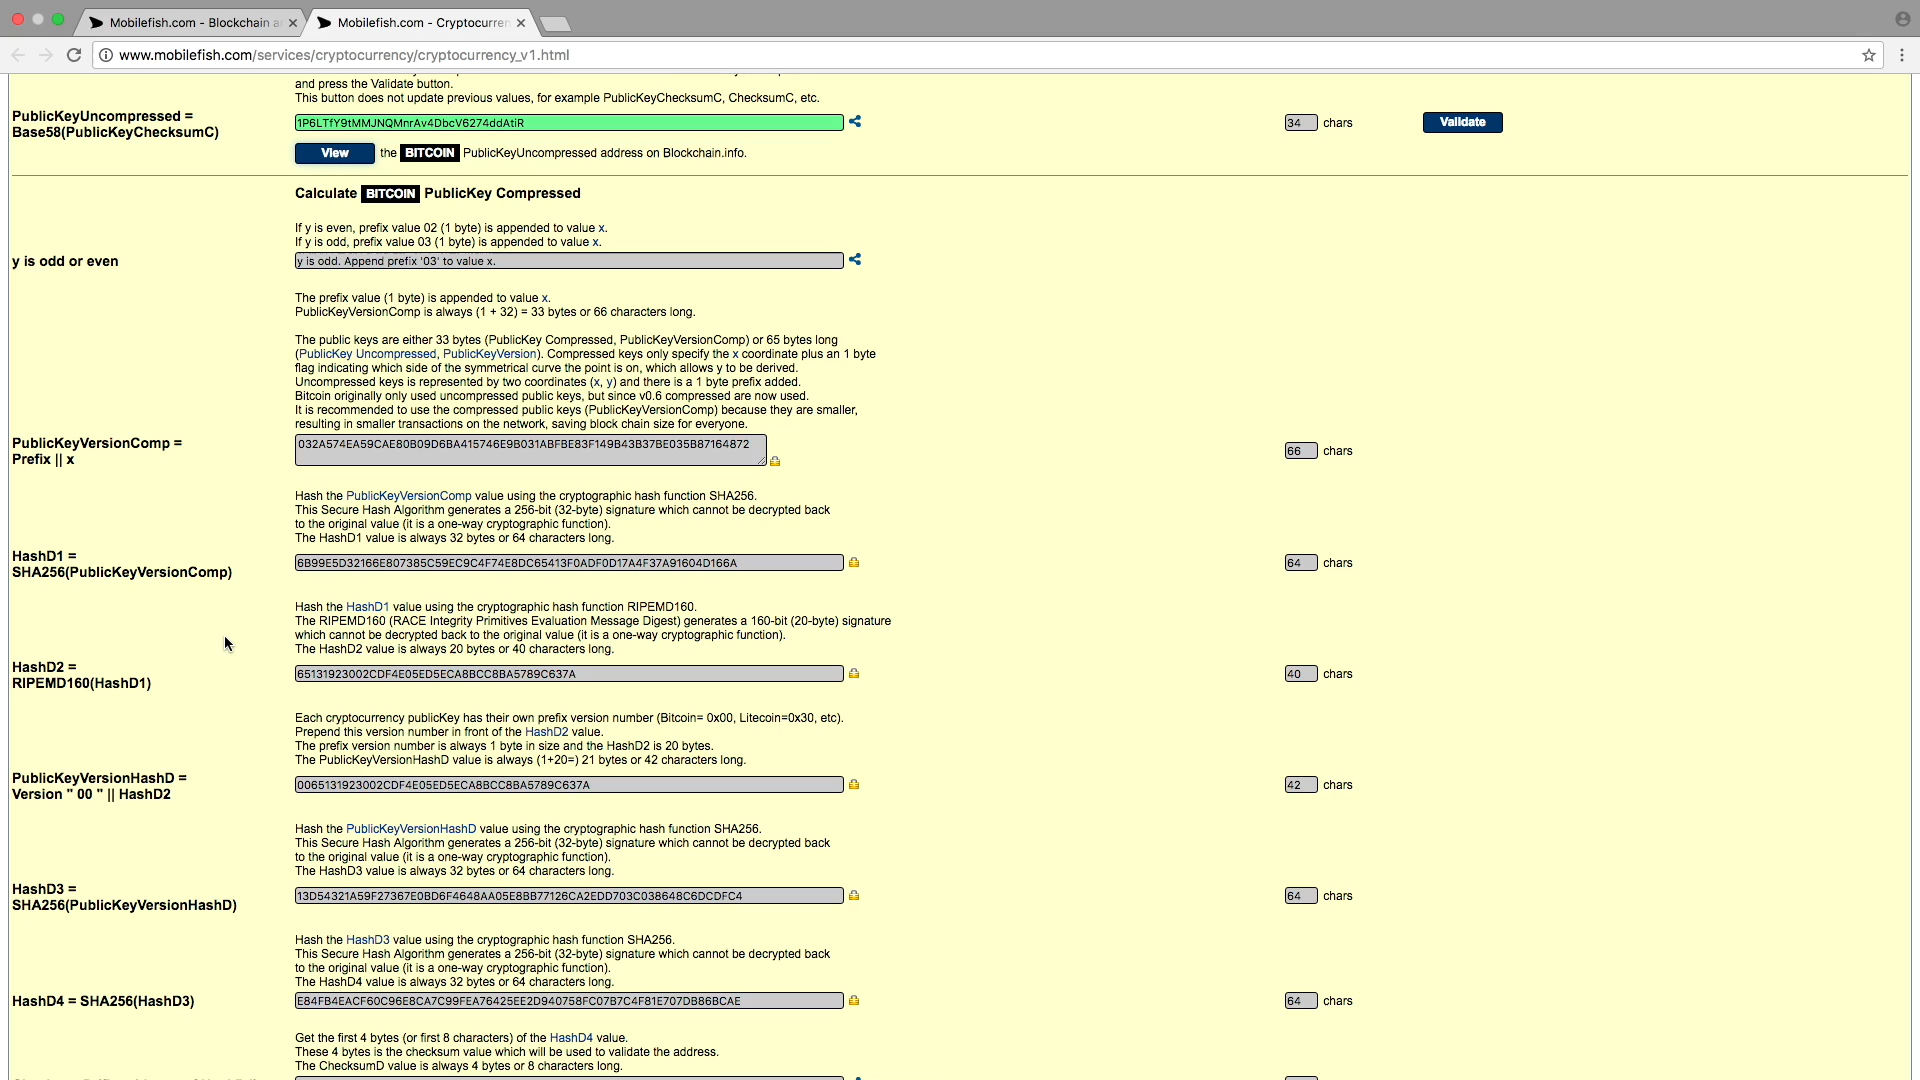 Mobilefish.com - Blockchain a
Mobilefish.com - Cryptocurren
www.mobilefish.com/services/cryptocurrency/cryptocurrency_v1.html
and press the Validate button.
This button does not update previous values, for example PublicKeyChecksumC, ChecksumC, etc.
PublicKeyUncompressed =
Base58(PublicKeyChecksumC)
1P6LTfY9tMMJNQMnrAv4DbcV6274ddAtiR
34 chars
Validate
View the BITCOIN PublicKeyUncompressed address on Blockchain.info.
Calculate BITCOIN PublicKey Compressed
If y is even, prefix value 02 (1 byte) is appended to value x.
If y is odd, prefix value 03 (1 byte) is appended to value x.
y is odd or even
y is odd. Append prefix '03' to value x.
The prefix value (1 byte) is appended to value x.
PublicKeyVersionComp is always (1 + 32) = 33 bytes or 66 characters long.
The public keys are either 33 bytes (PublicKey Compressed, PublicKeyVersionComp) or 65 bytes long
(PublicKey Uncompressed, PublicKeyVersion). Compressed keys only specify the x coordinate plus an 1 byte
flag indicating which side of the symmetrical curve the point is on, which allows y to be derived.
Uncompressed keys is represented by two coordinates (x, y) and there is a 1 byte prefix added.
Bitcoin originally only used uncompressed public keys, but since v0.6 compressed are now used.
It is recommended to use the compressed public keys (PublicKeyVersionComp) because they are smaller,
resulting in smaller transactions on the network, saving block chain size for everyone.
PublicKeyVersionComp =
Prefix || x
032A574EA59CAE80B09D6BA415746E9B031ABFBE83F149B43B37BE035B87164872
66 chars
Hash the PublicKeyVersionComp value using the cryptographic hash function SHA256.
This Secure Hash Algorithm generates a 256-bit (32-byte) signature which cannot be decrypted back
to the original value (it is a one-way cryptographic function).
The HashD1 value is always 32 bytes or 64 characters long.
HashD1 =
SHA256(PublicKeyVersionComp)
6B99E5D32166E807385C59EC9C4F74E8DC65413F0ADF0D17A4F37A91604D166A
64 chars
Hash the HashD1 value using the cryptographic hash function RIPEMD160.
The RIPEMD160 (RACE Integrity Primitives Evaluation Message Digest) generates a 160-bit (20-byte) signature
which cannot be decrypted back to the original value (it is a one-way cryptographic function).
The HashD2 value is always 20 bytes or 40 characters long.
HashD2 =
RIPEMD160(HashD1)
65131923002CDF4E05ED5ECA8BCC8BA5789C637A
40 chars
Each cryptocurrency publicKey has their own prefix version number (Bitcoin= 0x00, Litecoin=0x30, etc).
Prepend this version number in front of the HashD2 value.
The prefix version number is always 1 byte in size and the HashD2 is 20 bytes.
The PublicKeyVersionHashD value is always (1+20=) 21 bytes or 42 characters long.
PublicKeyVersionHashD =
Version " 00 " || HashD2
0065131923002CDF4E05ED5ECA8BCC8BA5789C637A
42 chars
Hash the PublicKeyVersionHashD value using the cryptographic hash function SHA256.
This Secure Hash Algorithm generates a 256-bit (32-byte) signature which cannot be decrypted back
to the original value (it is a one-way cryptographic function).
The HashD3 value is always 32 bytes or 64 characters long.
HashD3 =
SHA256(PublicKeyVersionHashD)
13D54321A59F27367E0BD6F4648AA05E8BB77126CA2EDD703C038648C6DCDFC4
64 chars
Hash the HashD3 value using the cryptographic hash function SHA256.
This Secure Hash Algorithm generates a 256-bit (32-byte) signature which cannot be decrypted back
to the original value (it is a one-way cryptographic function).
The HashD4 value is always 32 bytes or 64 characters long.
HashD4 = SHA256(HashD3)
E84FB4EACF60C96E8CA7C99FEA76425EE2D940758FC07B7C4F81E707DB86BCAE
64 chars
Get the first 4 bytes (or first 8 characters) of the HashD4 value.
These 4 bytes is the checksum value which will be used to validate the address.
The ChecksumD value is always 4 bytes or 8 characters long.